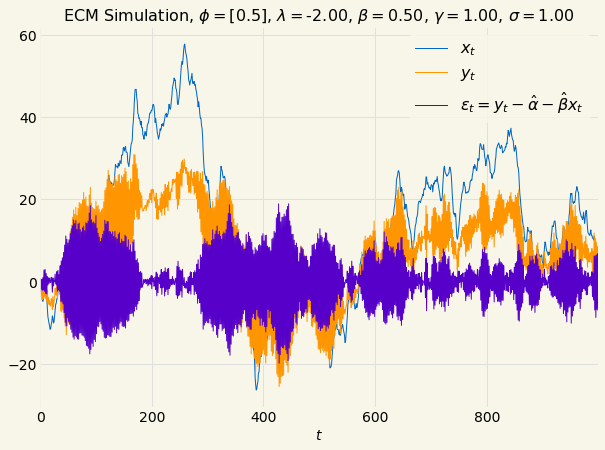 ECM Simulation, ϕ = [0.5], λ = -2.00, β = 0.50, γ = 1.00, σ = 1.00
60
40
20
0
−20
0 200 400 600 800
t
x_t
y_t
ε_t = y_t − α̂ − β̂x_t